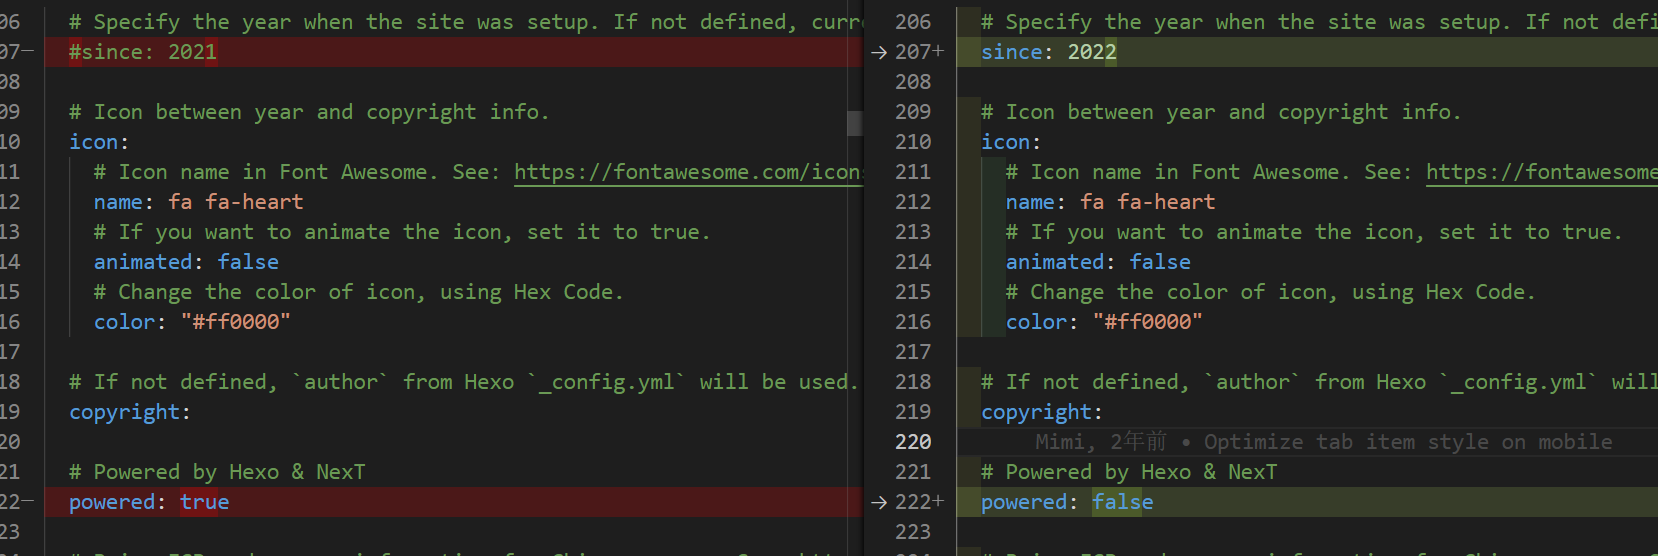 06 # Specify the year when the site was setup. If not defined, curr
07− #since: 2021
08
09 # Icon between year and copyright info.
10 icon:
11 # Icon name in Font Awesome. See: https://fontawesome.com/icon
12 name: fa fa-heart
13 # If you want to animate the icon, set it to true.
14 animated: false
15 # Change the color of icon, using Hex Code.
16 color: "#ff0000"
17
18 # If not defined, `author` from Hexo `_config.yml` will be used.
19 copyright:
20
21 # Powered by Hexo & NexT
22− powered: true
23
206 # Specify the year when the site was setup. If not defi
→ 207+ since: 2022
208
209 # Icon between year and copyright info.
210 icon:
211 # Icon name in Font Awesome. See: https://fontawesome
212 name: fa fa-heart
213 # If you want to animate the icon, set it to true.
214 animated: false
215 # Change the color of icon, using Hex Code.
216 color: "#ff0000"
217
218 # If not defined, `author` from Hexo `_config.yml` will
219 copyright:
220 Mimi, 2年前 • Optimize tab item style on mobile
221 # Powered by Hexo & NexT
→ 222+ powered: false
223